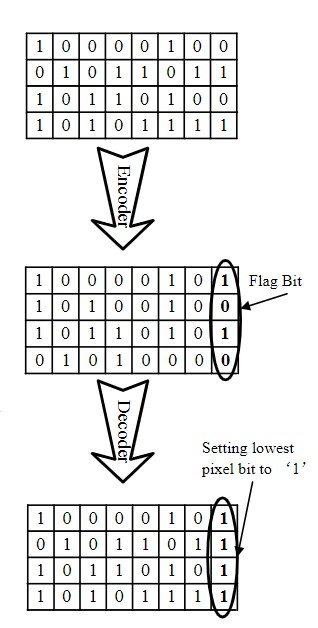 1 0 0 0 0 1 0 0
0 1 0 1 1 0 1 1
1 0 1 1 0 1 0 0
1 0 1 0 1 1 1 1
Encoder
1 0 0 0 0 1 0 1
Flag Bit
1 0 1 0 0 1 0 0
1 0 1 1 0 1 0 1
0 1 0 1 0 0 0 0
Decoder
Setting lowest
pixel bit to ‘1’
1 0 0 0 0 1 0 1
0 1 0 1 1 0 1 1
1 0 1 1 0 1 0 1
1 0 1 0 1 1 1 1